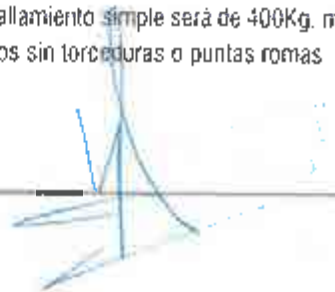 allamiento simple será de 400Kg. m
os sin torceduras o puntas romas